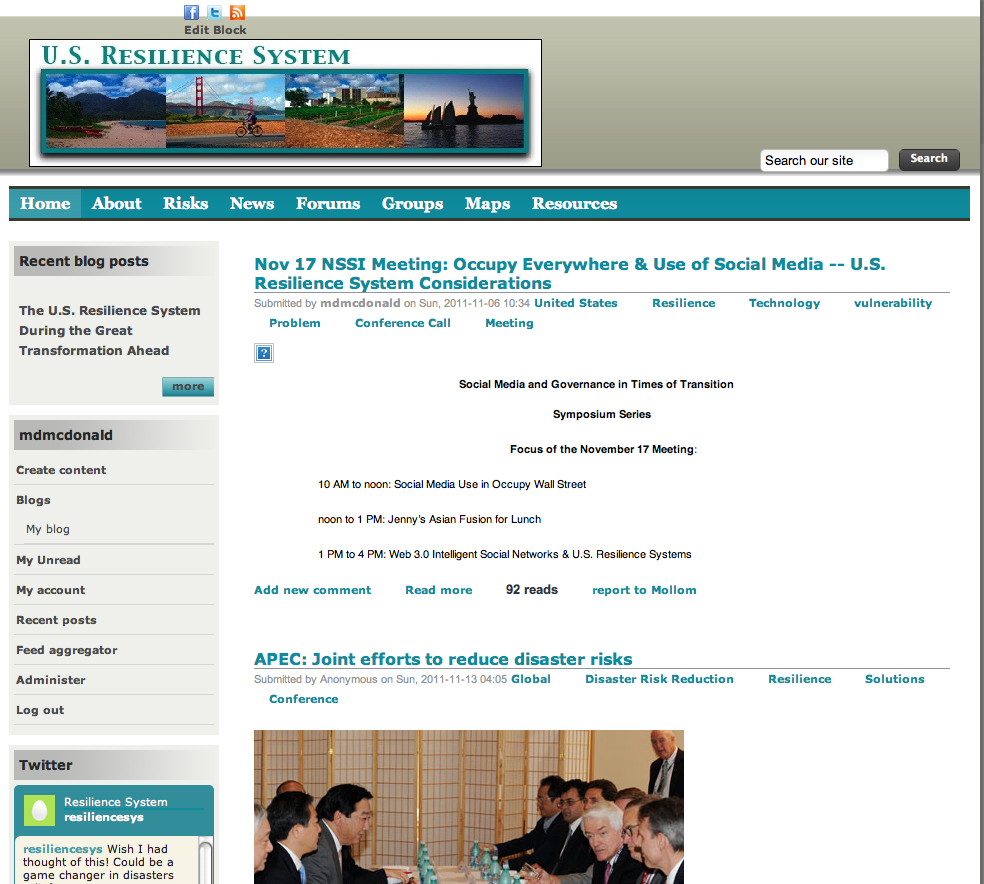 Edit Block
U.S. Resilience System
Search our site
Search
Home About Risks News Forums Groups Maps Resources
Recent blog posts
The U.S. Resilience System
During the Great
Transformation Ahead
more
mdmcdonald
Create content
Blogs
My blog
My Unread
My account
Recent posts
Feed aggregator
Administer
Log out
Twitter
Resilience System
resiliencesys
resiliencesys Wish I had
thought of this! Could be a
game changer in disasters
Nov 17 NSSI Meeting: Occupy Everywhere & Use of Social Media -- U.S.
Resilience System Considerations
Submitted by mdmcdonald on Sun, 2011-11-06 10:34 United States Resilience Technology vulnerability
Problem Conference Call Meeting
?
Social Media and Governance in Times of Transition
Symposium Series
Focus of the November 17 Meeting:
10 AM to noon: Social Media Use in Occupy Wall Street
noon to 1 PM: Jenny's Asian Fusion for Lunch
1 PM to 4 PM: Web 3.0 Intelligent Social Networks & U.S. Resilience Systems
Add new comment Read more 92 reads report to Mollom
APEC: Joint efforts to reduce disaster risks
Submitted by Anonymous on Sun, 2011-11-13 04:05 Global Disaster Risk Reduction Resilience Solutions
Conference